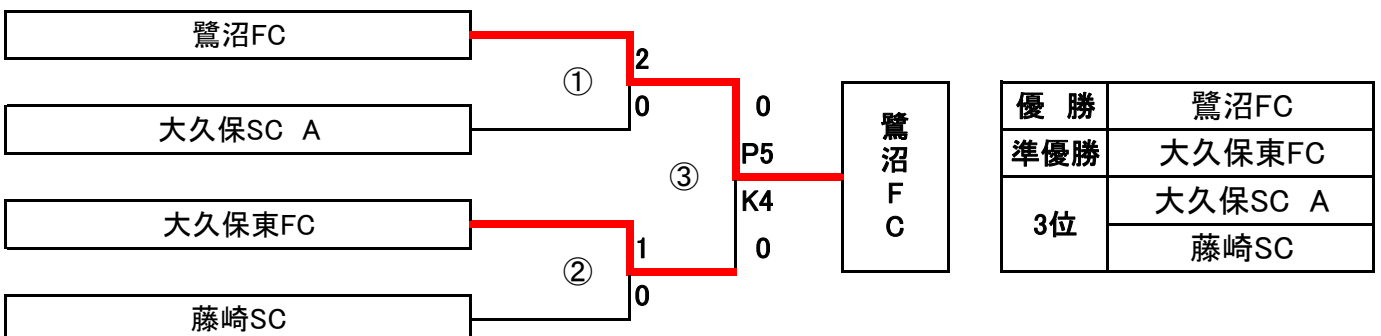 鷺沼FC
2
①
0
大久保SC A
0
P5
③
K4
0
大久保東FC
1
②
0
藤崎SC
鷺
沼
F
C
優 勝 鷺沼FC
準優勝 大久保東FC
3位 大久保SC A
藤崎SC